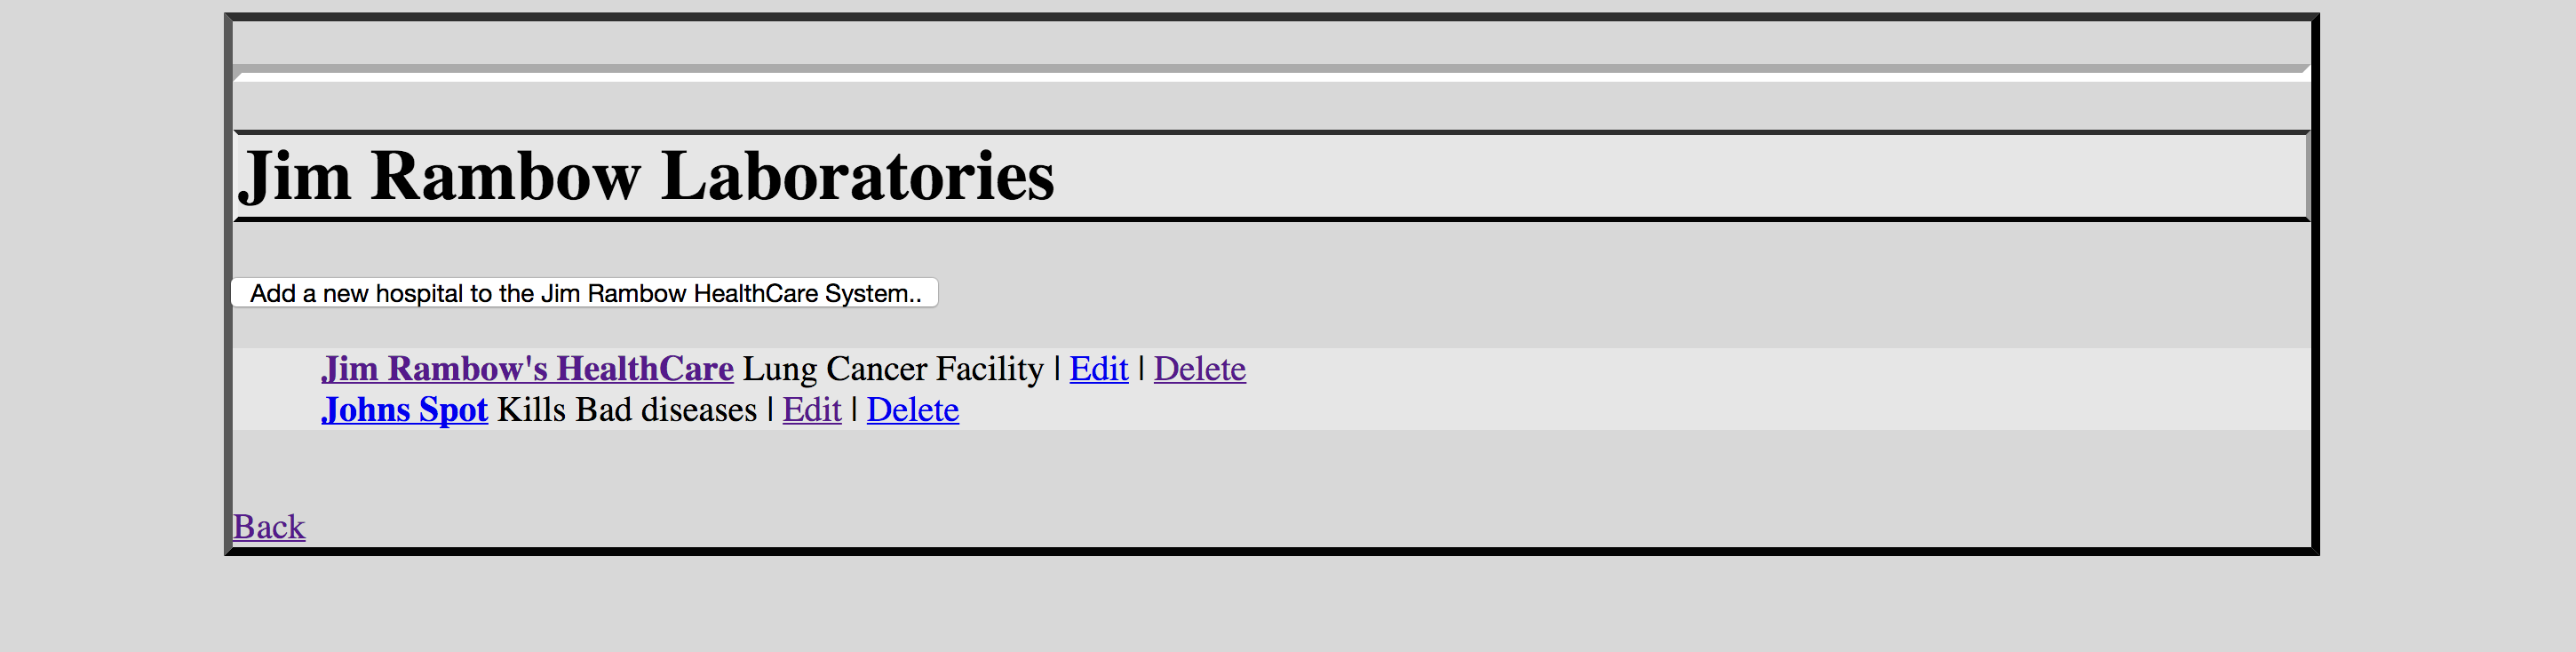 Jim Rambow Laboratories
Add a new hospital to the Jim Rambow HealthCare System..
Jim Rambow's HealthCare Lung Cancer Facility | Edit | Delete
Johns Spot Kills Bad diseases | Edit | Delete
Back